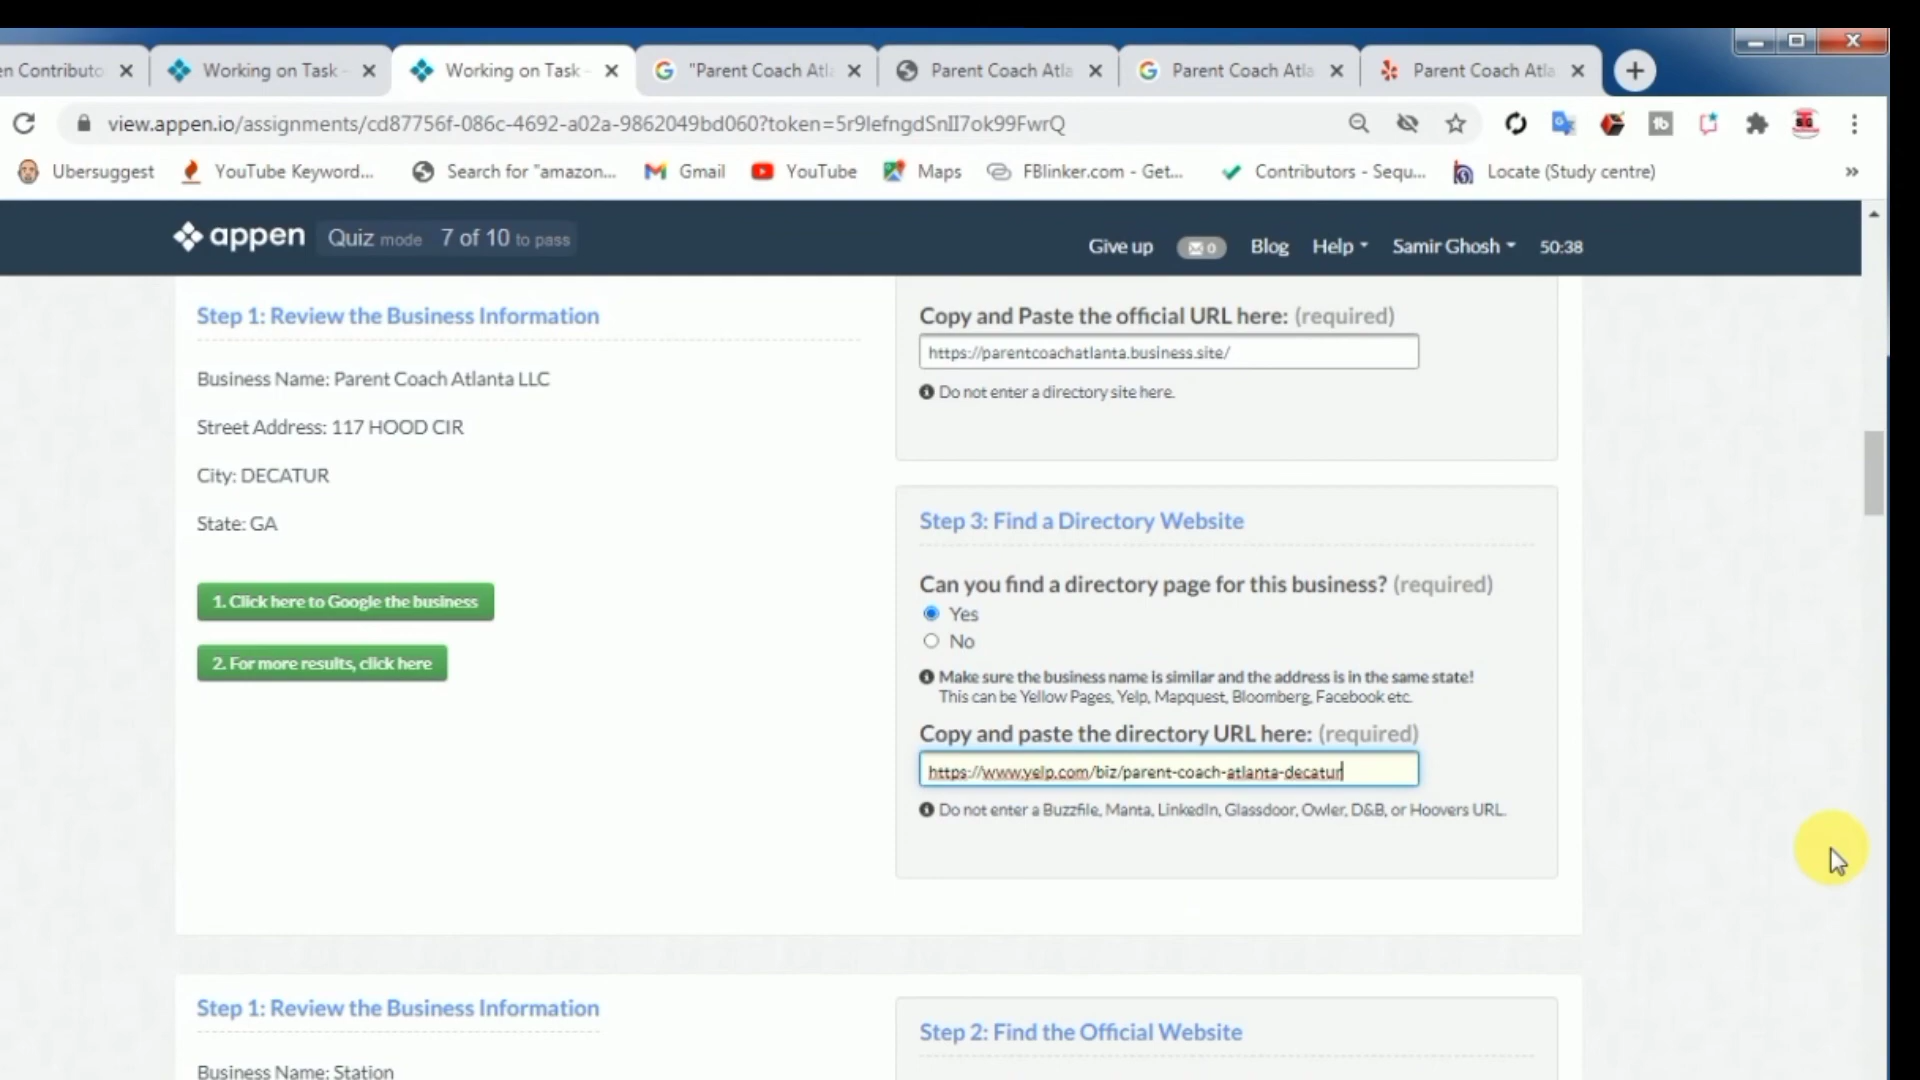 en Contributo
Working on Task -
Working on Task -
"Parent Coach Atla
Parent Coach Atla
Parent Coach Atla
Parent Coach Atla
view.appen.io/assignments/cd87756f-086c-4692-a02a-9862049bd060?token=5r9lefngdSnII7ok99FwrQ
Ubersuggest
YouTube Keyword...
Search for "amazon...
Gmail
YouTube
Maps
FBlinker.com - Get...
Contributors - Sequ...
Locate (Study centre)
»
appen
Quiz mode 7 of 10 to pass
Give up
0
Blog
Help
Samir Ghosh
50:38
Step 1: Review the Business Information
Business Name: Parent Coach Atlanta LLC
Street Address: 117 HOOD CIR
City: DECATUR
State: GA
1. Click here to Google the business
2. For more results, click here
Copy and Paste the official URL here: (required)
https://parentcoachatlanta.business.site/
Do not enter a directory site here.
Step 3: Find a Directory Website
Can you find a directory page for this business? (required)
Yes
No
Make sure the business name is similar and the address is in the same state!
This can be Yellow Pages, Yelp, Mapquest, Bloomberg, Facebook etc.
Copy and paste the directory URL here: (required)
https://www.yelp.com/biz/parent-coach-atlanta-decatur
Do not enter a Buzzfile, Manta, LinkedIn, Glassdoor, Owler, D&B, or Hoovers URL.
Step 1: Review the Business Information
Business Name: Station
Step 2: Find the Official Website